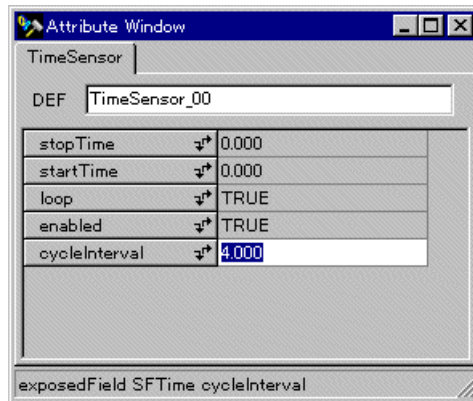 Attribute Window
TimeSensor
DEF TimeSensor_00
stopTime 0.000
startTime 0.000
loop TRUE
enabled TRUE
cycleInterval 4.000
exposedField SFTime cycleInterval